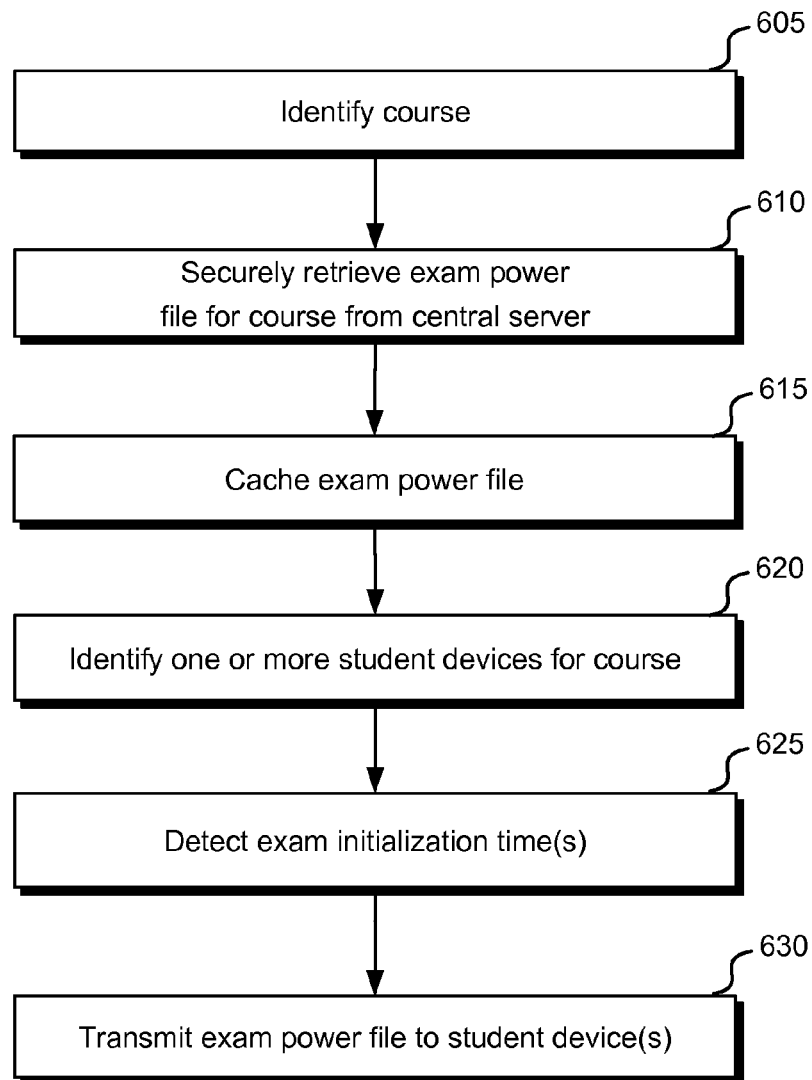 605
Identify course
610
Securely retrieve exam power
file for course from central server
615
Cache exam power file
620
Identify one or more student devices for course
625
Detect exam initialization time(s)
630
Transmit exam power file to student device(s)